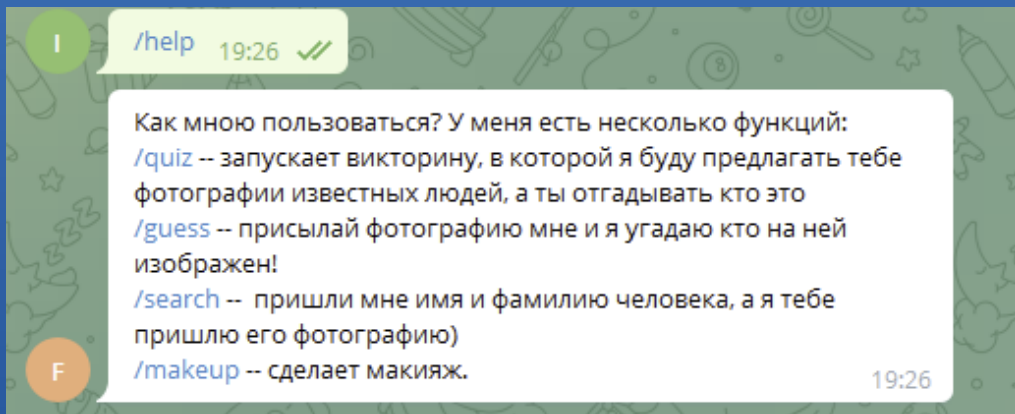 I
/help 19:26
Как мною пользоваться? У меня есть несколько функций:
/quiz -- запускает викторину, в которой я буду предлагать тебе
фотографии известных людей, а ты отгадывать кто это
/guess -- присылай фотографию мне и я угадаю кто на ней
изображен!
/search --  пришли мне имя и фамилию человека, а я тебе
пришлю его фотографию)
/makeup -- сделает макияж.
F
19:26